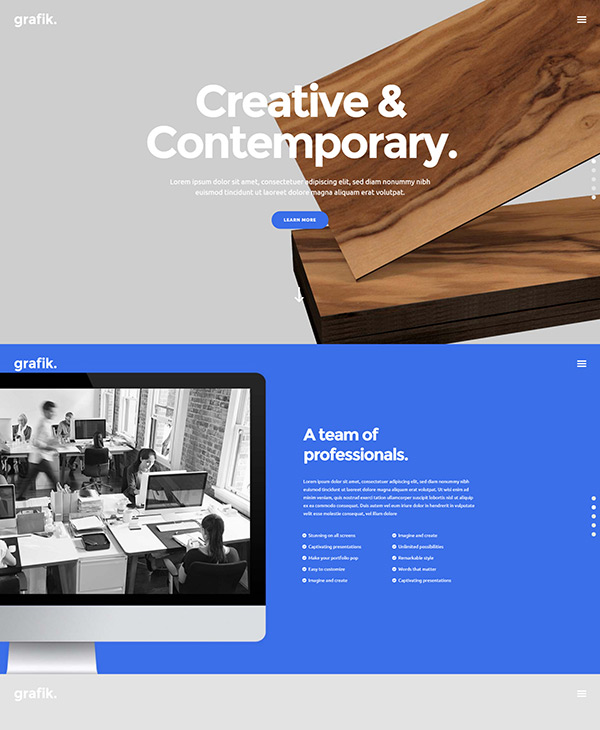 grafik.
Creative &
Contemporary.
Lorem ipsum dolor sit amet, consectetuer adipiscing elit, sed diam nonummy nibh
euismod tincidunt ut laoreet dolore magna aliquam erat volutpat.
LEARN MORE
grafik.
A team of
professionals.
Lorem ipsum dolor sit amet, consectetuer adipiscing elit, sed diam nonummy nibh euismod
tincidunt ut laoreet dolore magna aliquam erat volutpat. Ut wisi enim ad
minim veniam, quis nostrud exerci tation ullamcorper suscipit lobortis nisl ut aliquip
ex ea commodo consequat. Duis autem vel eum iriure dolor in hendrerit in vulputate
velit esse molestie consequat, vel illum dolore
Stunning on all screens
Captivating presentations
Make your portfolio pop
Easy to customize
Imagine and create
Imagine and create
Unlimited possibilities
Remarkable style
Words that matter
Captivating presentations
grafik.